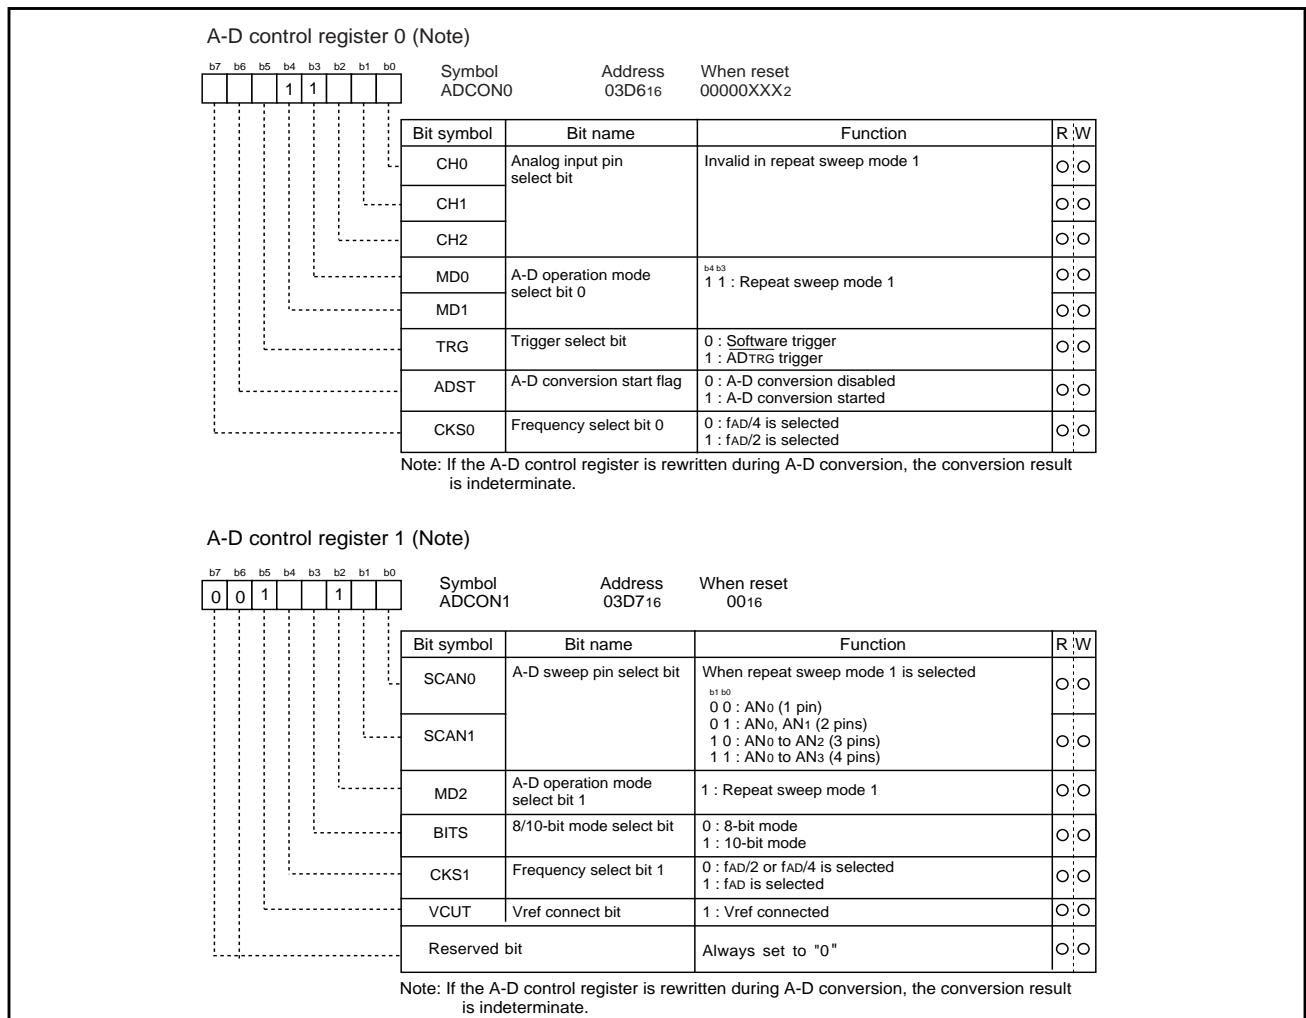 A-D control register 0 (Note)
b7 b6 b5 b4 b3 b2 b1 b0
1 1
Symbol Address When reset
ADCON0 03D616 00000XXX2
Bit symbol Bit name Function R W
CH0 Analog input pin select bit Invalid in repeat sweep mode 1
CH1
CH2
MD0 A-D operation mode select bit 0 b4 b3
1 1 : Repeat sweep mode 1
MD1
TRG Trigger select bit 0 : Software trigger
1 : ADTRG trigger
ADST A-D conversion start flag 0 : A-D conversion disabled
1 : A-D conversion started
CKS0 Frequency select bit 0 0 : fAD/4 is selected
1 : fAD/2 is selected
Note: If the A-D control register is rewritten during A-D conversion, the conversion result
is indeterminate.
A-D control register 1 (Note)
b7 b6 b5 b4 b3 b2 b1 b0
0 0 1 1
Symbol Address When reset
ADCON1 03D716 0016
Bit symbol Bit name Function R W
SCAN0 A-D sweep pin select bit When repeat sweep mode 1 is selected
b1 b0
0 0 : AN0 (1 pin)
0 1 : AN0, AN1 (2 pins)
SCAN1 1 0 : AN0 to AN2 (3 pins)
1 1 : AN0 to AN3 (4 pins)
MD2 A-D operation mode select bit 1 1 : Repeat sweep mode 1
BITS 8/10-bit mode select bit 0 : 8-bit mode
1 : 10-bit mode
CKS1 Frequency select bit 1 0 : fAD/2 or fAD/4 is selected
1 : fAD is selected
VCUT Vref connect bit 1 : Vref connected
Reserved bit Always set to "0"
Note: If the A-D control register is rewritten during A-D conversion, the conversion result
is indeterminate.